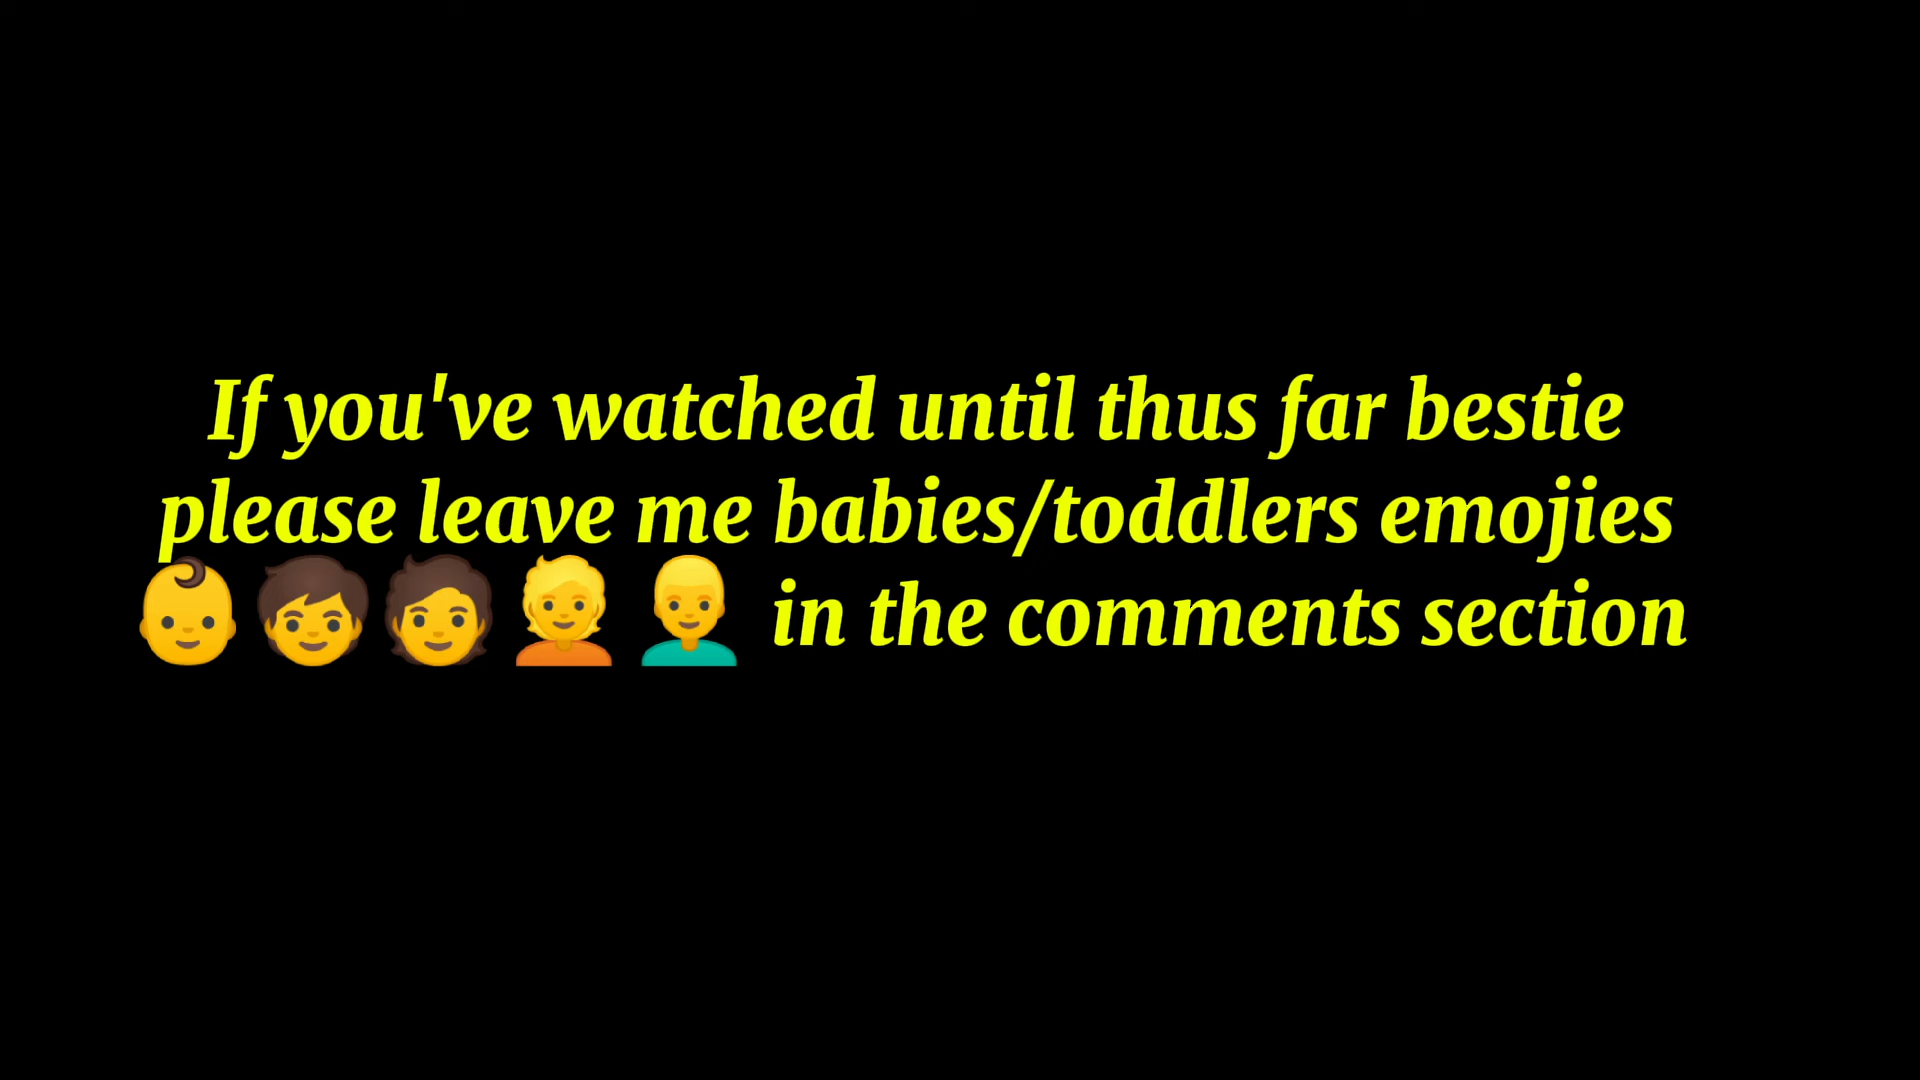 If you've watched until thus far bestie
please leave me babies/toddlers emojies
👶🧒🧑👱👱‍♂️ in the comments section